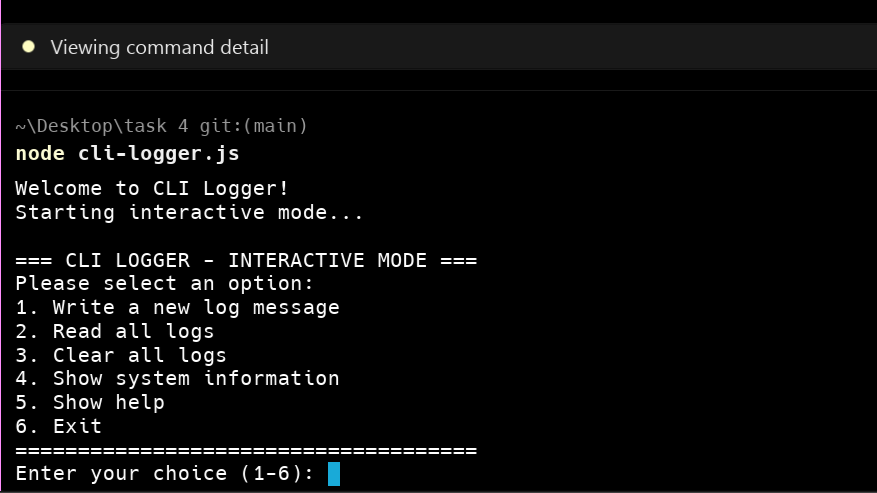 Viewing command detail
~\Desktop\task 4 git:(main)
node cli-logger.js
Welcome to CLI Logger!
Starting interactive mode...
=== CLI LOGGER - INTERACTIVE MODE ===
Please select an option:
1. Write a new log message
2. Read all logs
3. Clear all logs
4. Show system information
5. Show help
6. Exit
=====================================
Enter your choice (1-6):